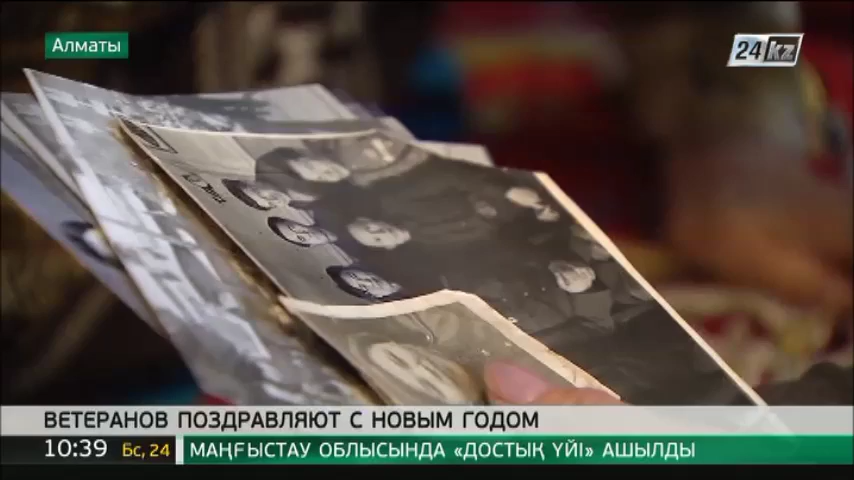 Алматы
24kz
ВЕТЕРАНОВ ПОЗДРАВЛЯЮТ С НОВЫМ ГОДОМ
10:39 Бс, 24 МАҢҒЫСТАУ ОБЛЫСЫНДА «ДОСТЫҚ ҮЙІ» АШЫЛДЫ